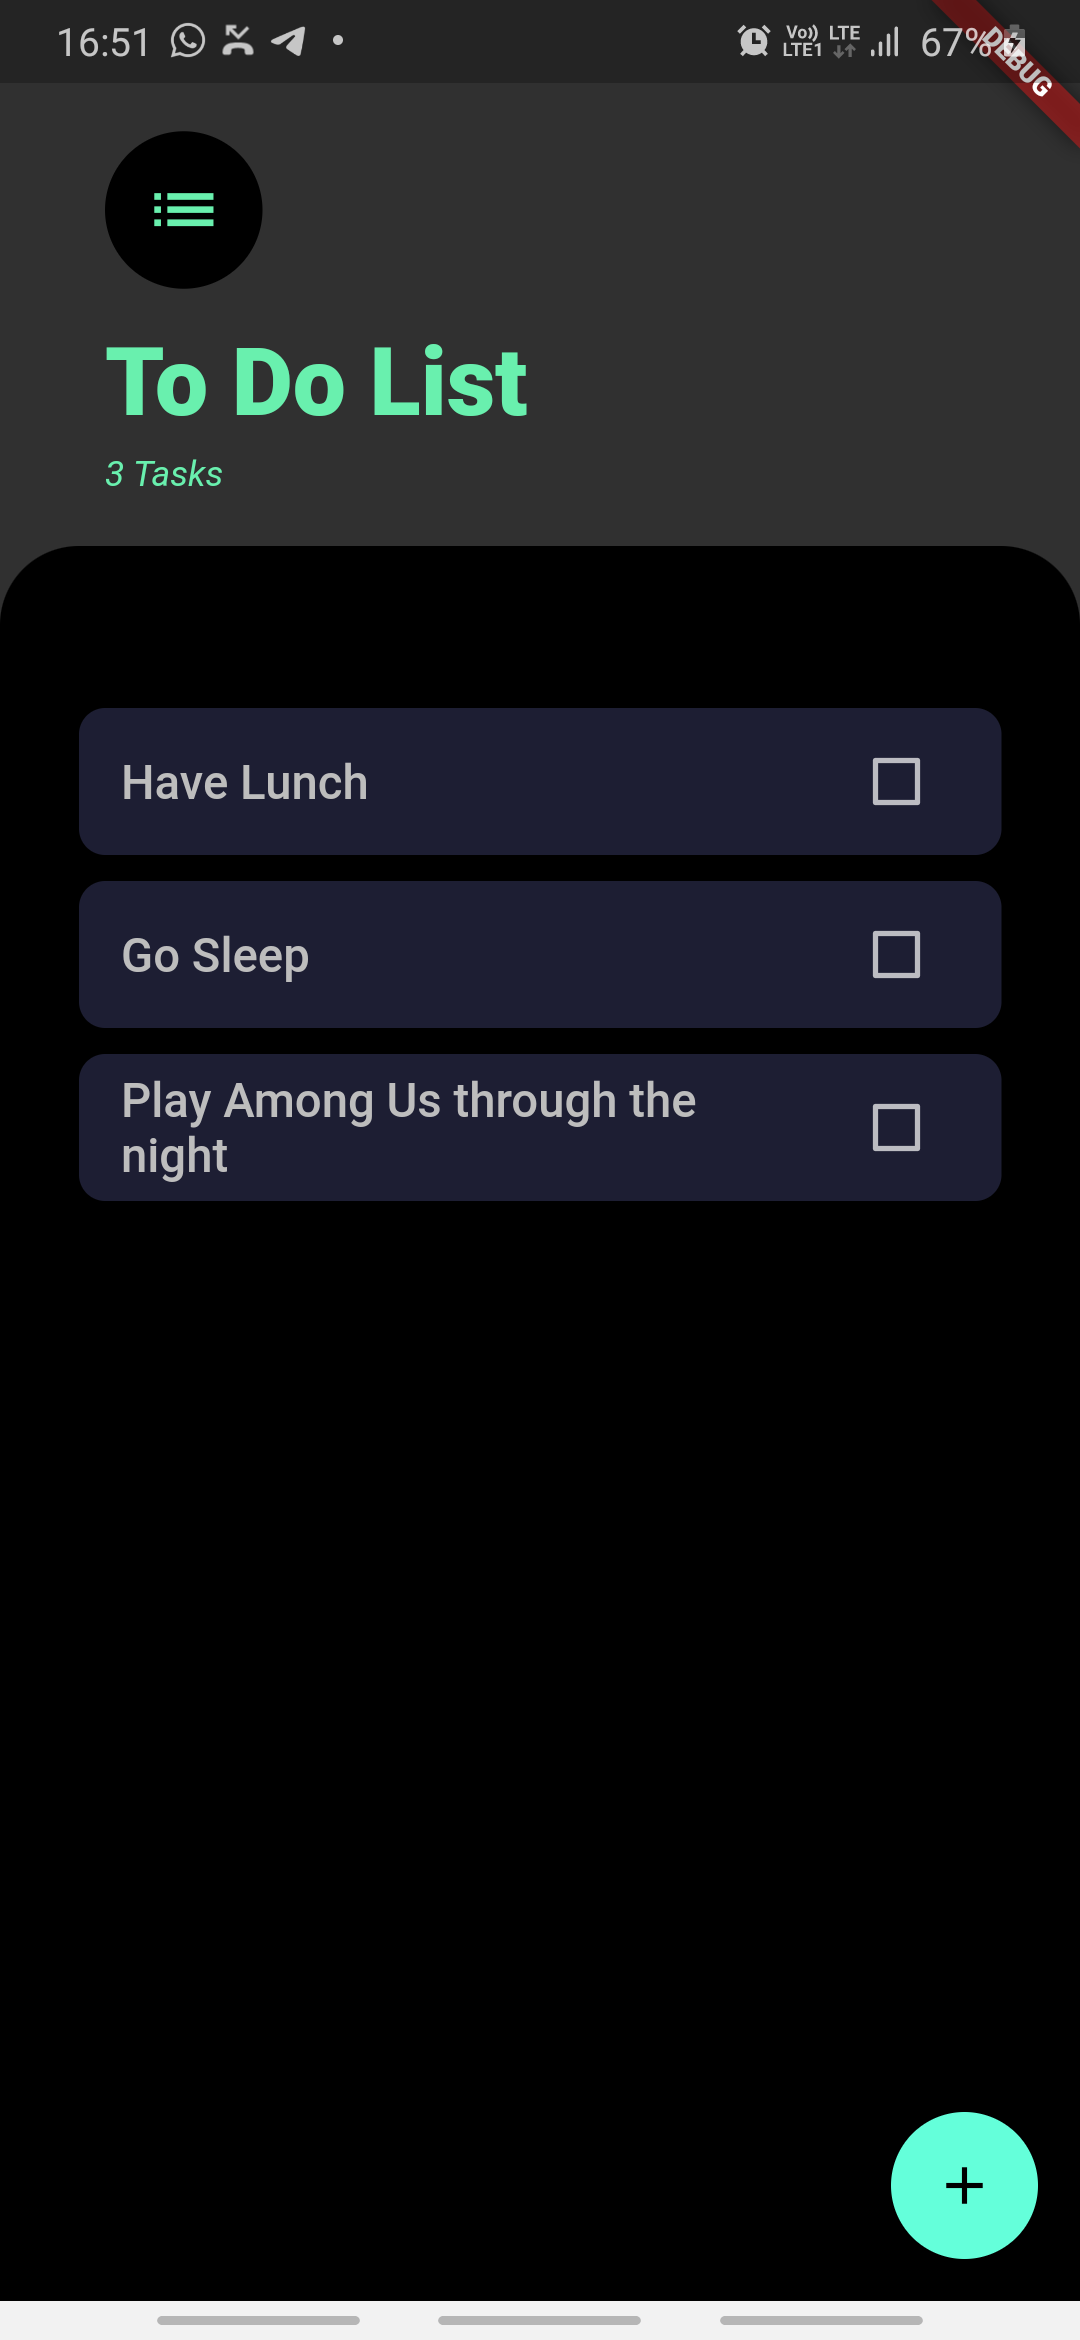 16:51
Vo)) LTE
LTE1
67%
DEBUG
To Do List
3 Tasks
Have Lunch
Go Sleep
Play Among Us through the
night